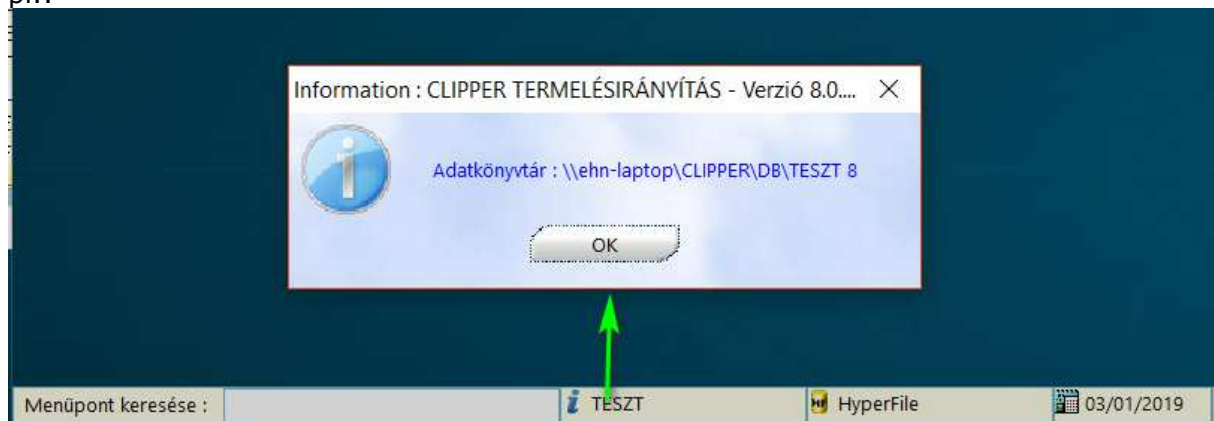 Information : CLIPPER TERMELÉSIRÁNYÍTÁS - Verzió 8.0....
Adatkönyvtár : \\ehn-laptop\CLIPPER\DB\TESZT 8
OK
Menüpont keresése :
TESZT
HyperFile
03/01/2019